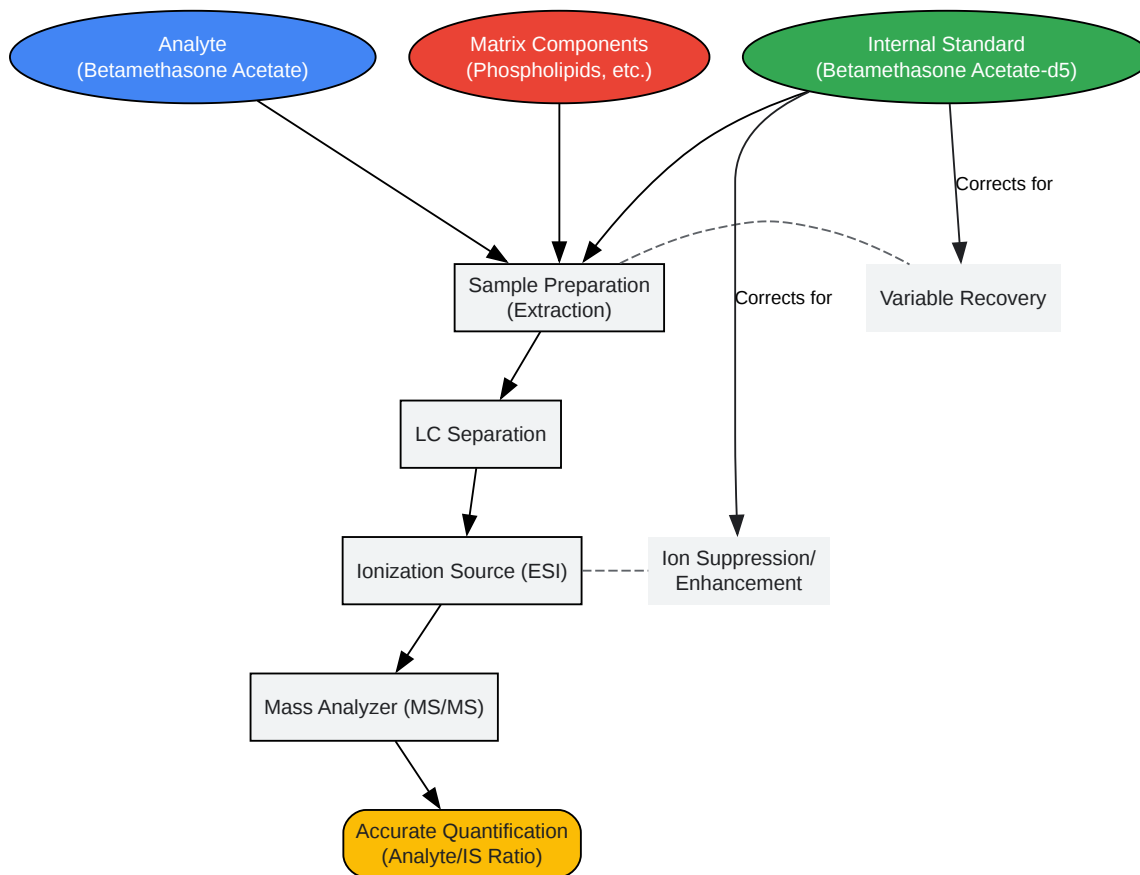 Analyte
(Betamethasone Acetate)
Matrix Components
(Phospholipids, etc.)
Internal Standard
(Betamethasone Acetate-d5)
Corrects for
Sample Preparation
(Extraction)
Corrects for
Variable Recovery
LC Separation
Ionization Source (ESI)
Ion Suppression/
Enhancement
Mass Analyzer (MS/MS)
Accurate Quantification
(Analyte/IS Ratio)